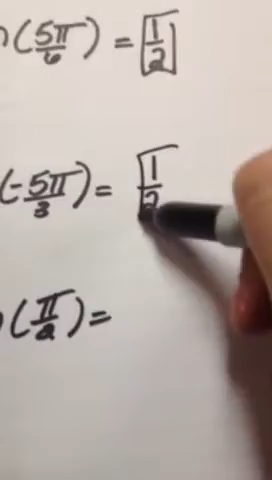 (5π/6) = 1/2
(-5π/3) = 1/2
(π/2) =